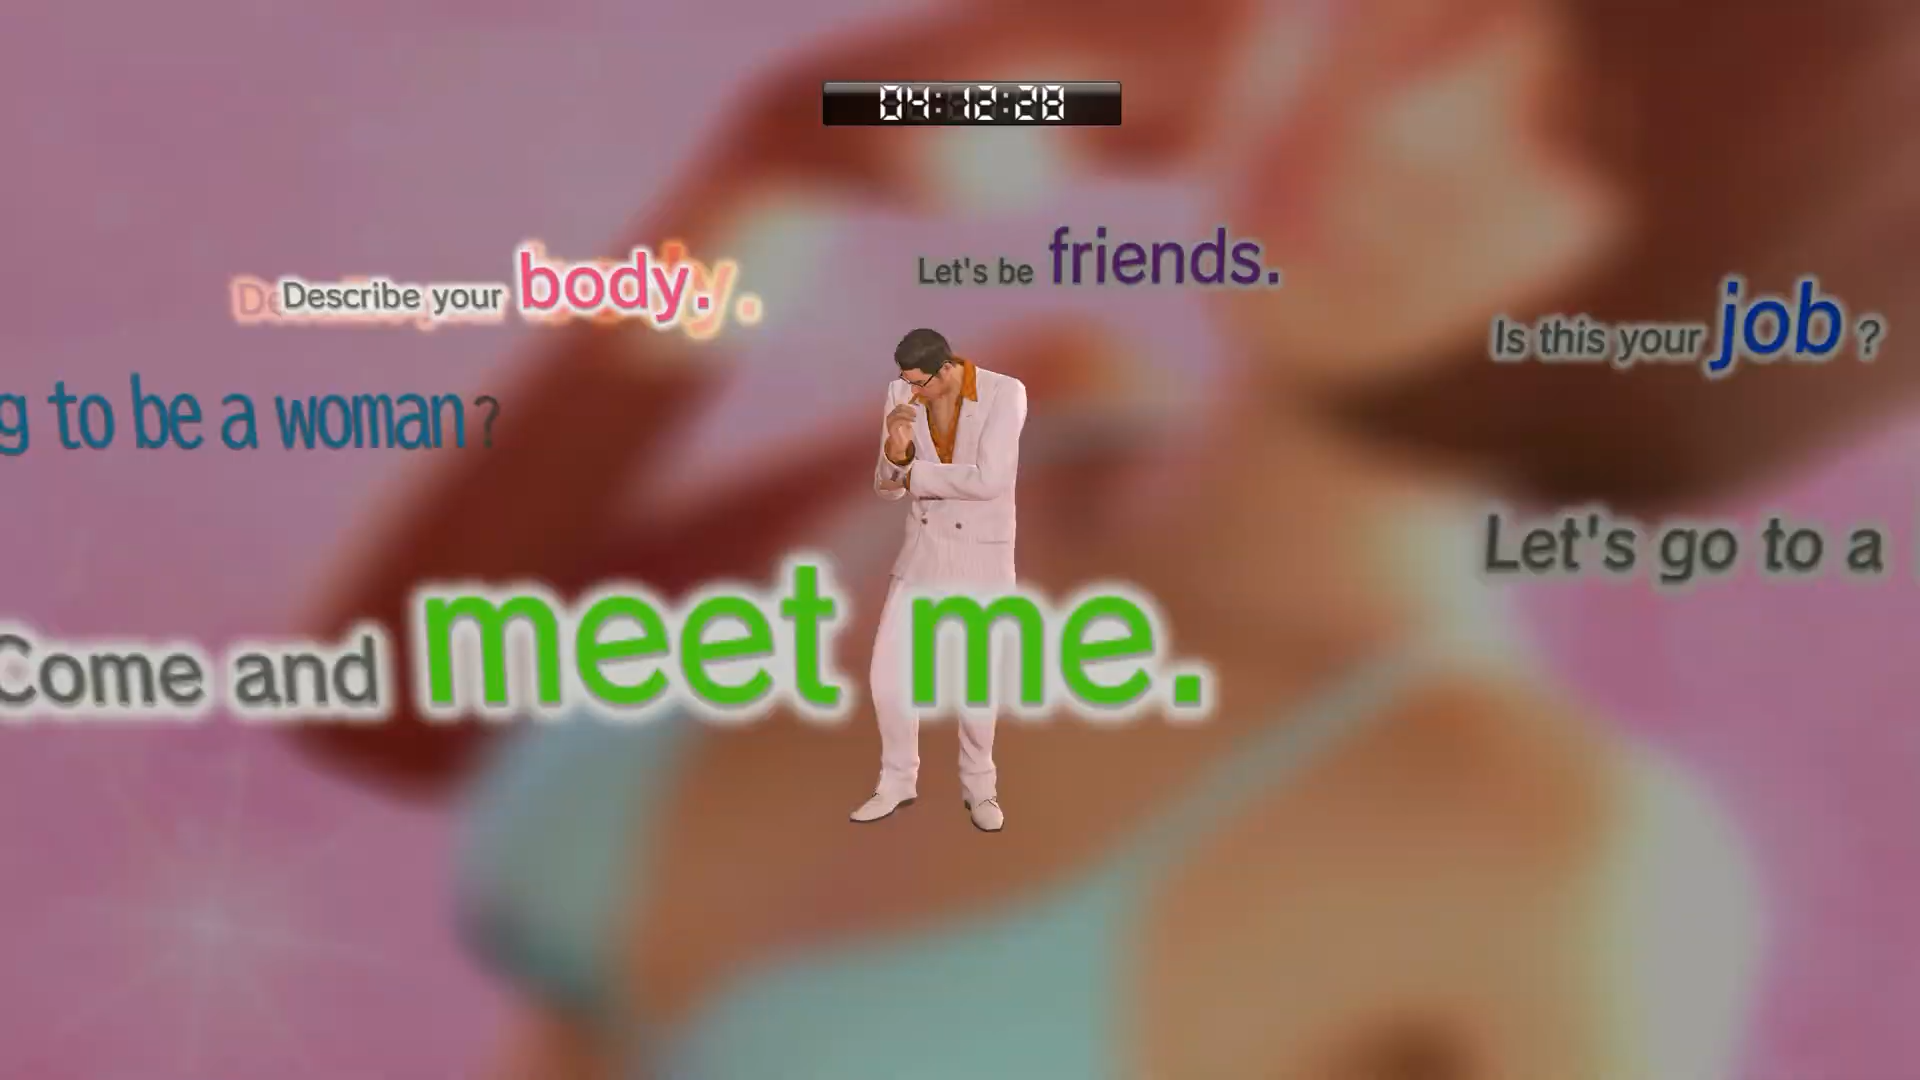 04:12:28
Let's be friends.
Describe your body.
Is this your job ?
g to be a woman?
Let's go to a
Come and meet me.